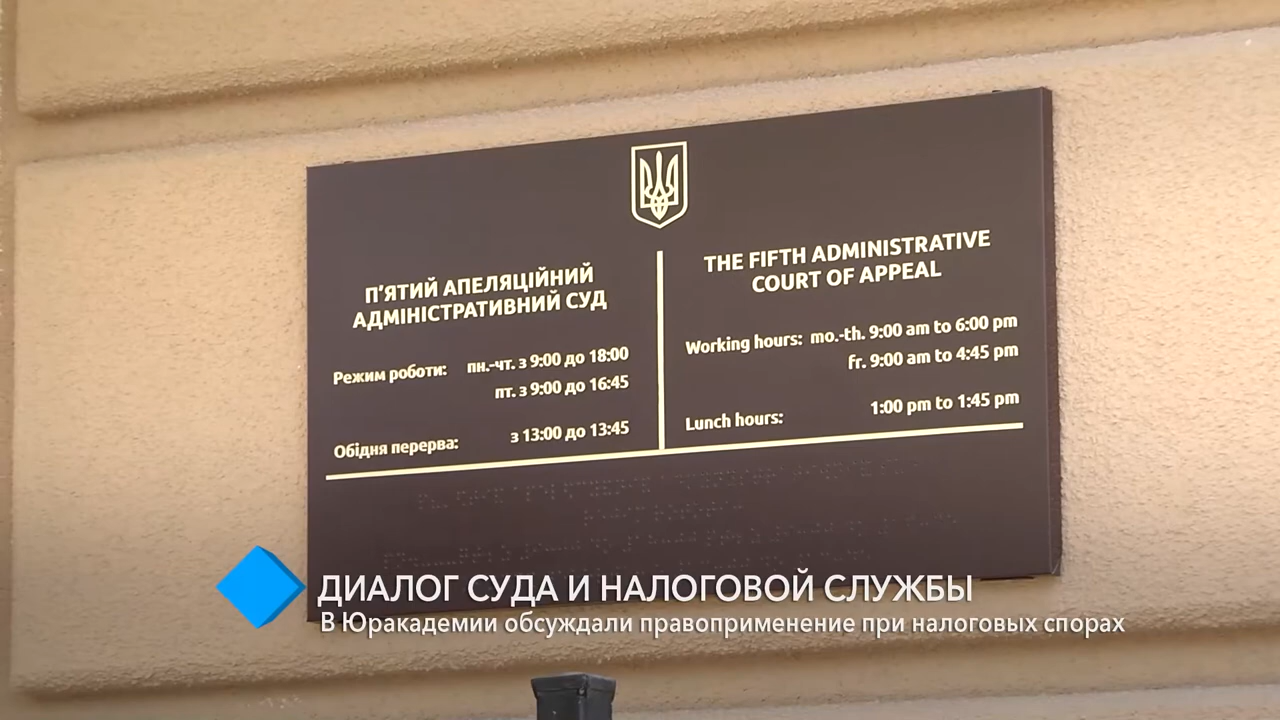 П'ЯТИЙ АПЕЛЯЦІЙНИЙ
АДМІНІСТРАТИВНИЙ СУД
Режим роботи: пн.-чт. з 9:00 до 18:00
пт. з 9:00 до 16:45
Обідня перерва: з 13:00 до 13:45
THE FIFTH ADMINISTRATIVE
COURT OF APPEAL
Working hours: mo.-th. 9:00 am to 6:00 pm
fr. 9:00 am to 4:45 pm
Lunch hours: 1:00 pm to 1:45 pm
ДИАЛОГ СУДА И НАЛОГОВОЙ СЛУЖБЫ
В Юракадемии обсуждали правоприменение при налоговых спорах